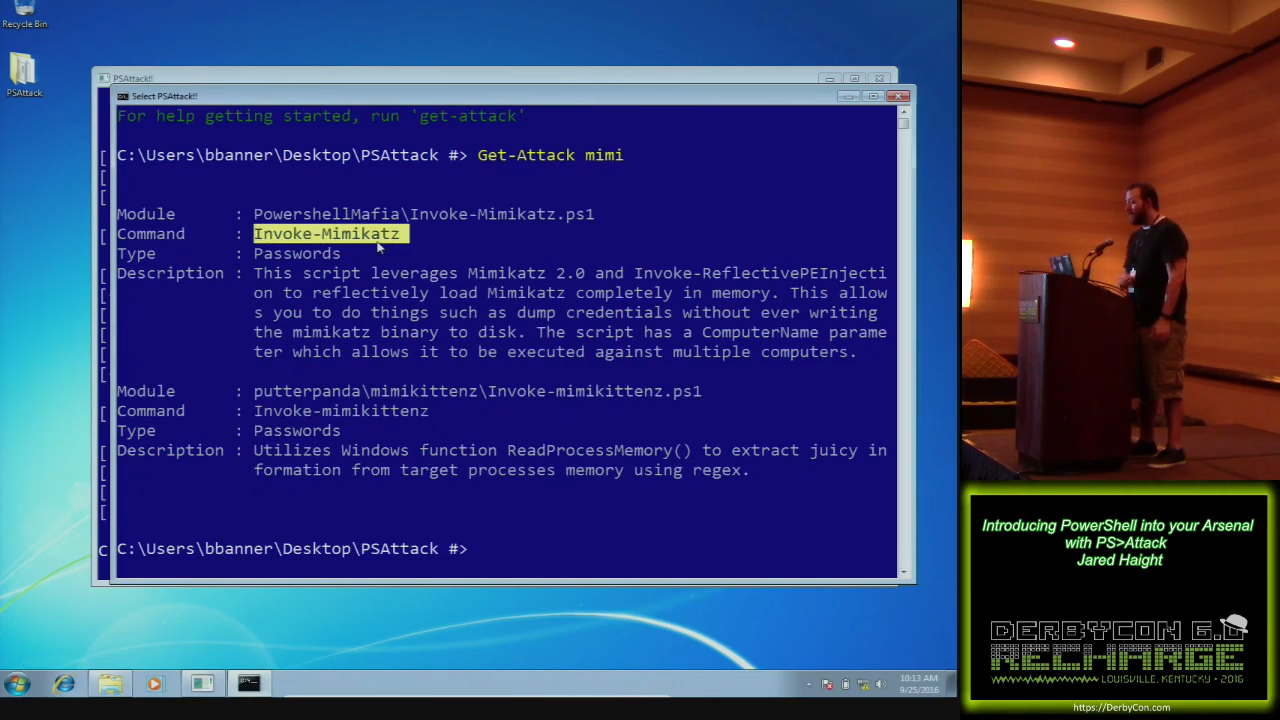 Recycle Bin
PSAttack
PSAttack!!
Select PSAttack!!
For help getting started, run 'get-attack'
C:\Users\bbanner\Desktop\PSAttack #> Get-Attack mimi
Module : PowershellMafia\Invoke-Mimikatz.ps1
Command : Invoke-Mimikatz
Type : Passwords
Description : This script leverages Mimikatz 2.0 and Invoke-ReflectivePEInjecti
on to reflectively load Mimikatz completely in memory. This allow
s you to do things such as dump credentials without ever writing
the mimikatz binary to disk. The script has a ComputerName parame
ter which allows it to be executed against multiple computers.
Module : putterpanda\mimikittenz\Invoke-mimikittenz.ps1
Command : Invoke-mimikittenz
Type : Passwords
Description : Utilizes Windows function ReadProcessMemory() to extract juicy in
formation from target processes memory using regex.
C:\Users\bbanner\Desktop\PSAttack #>
10:13 AM
9/25/2016
Introducing PowerShell into your Arsenal
with PS>Attack
Jared Haight
DERBYCON 6.0
RECHARGE
LOUISVILLE, KENTUCKY • 2016
https://DerbyCon.com